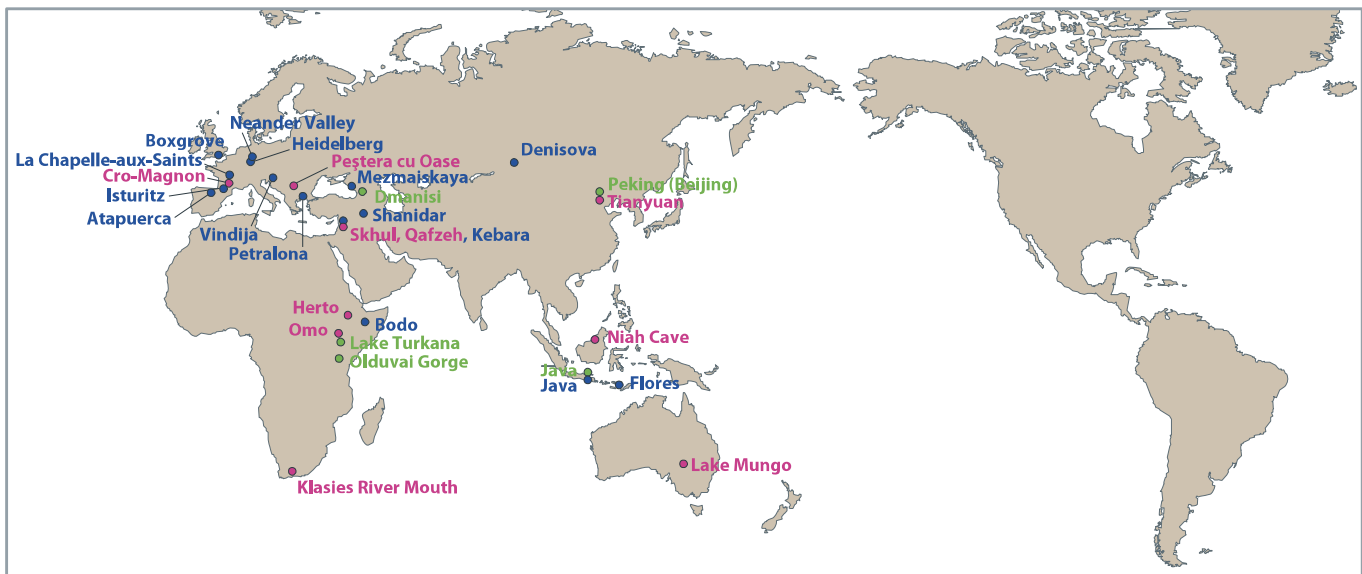 Neander Valley
Boxgrove
Heidelberg
La Chapelle-aux-Saints
Denisova
Peştera cu Oase
Cro-Magnon
Mezmaiskaya
Isturitz
Dmanisi
Peking (Beijing)
Tianyuan
Atapuerca
Shanidar
Vindija
Skhul, Qafzeh, Kebara
Petralona
Herto
Bodo
Omo
Niah Cave
Lake Turkana
Olduvai Gorge
Java
Java
Flores
Lake Mungo
Klasies River Mouth